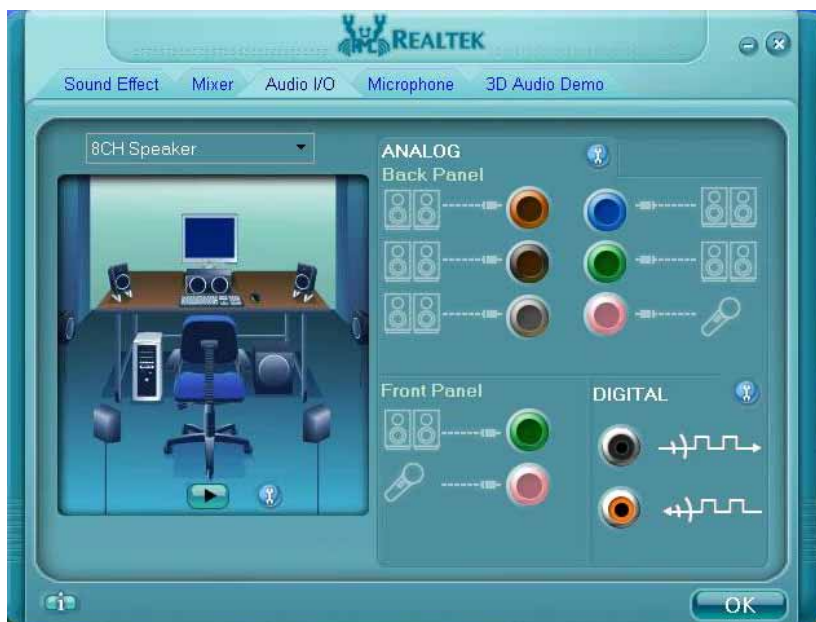 REALTEK
Sound Effect Mixer Audio I/O Microphone 3D Audio Demo
8CH Speaker
ANALOG
Back Panel
Front Panel
DIGITAL
OK